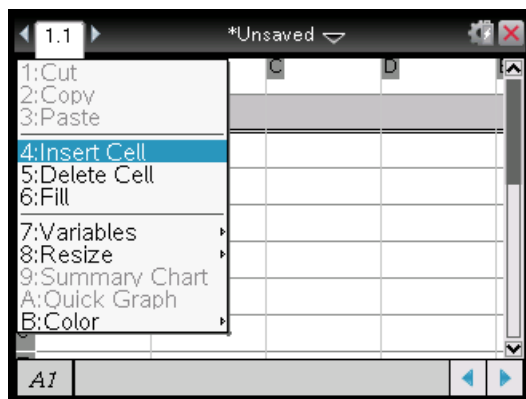 1.1 *Unsaved
C D
1:Cut
2:Copy
3:Paste
4:Insert Cell
5:Delete Cell
6:Fill
7:Variables
8:Resize
9:Summary Chart
A:Quick Graph
B:Color
A1